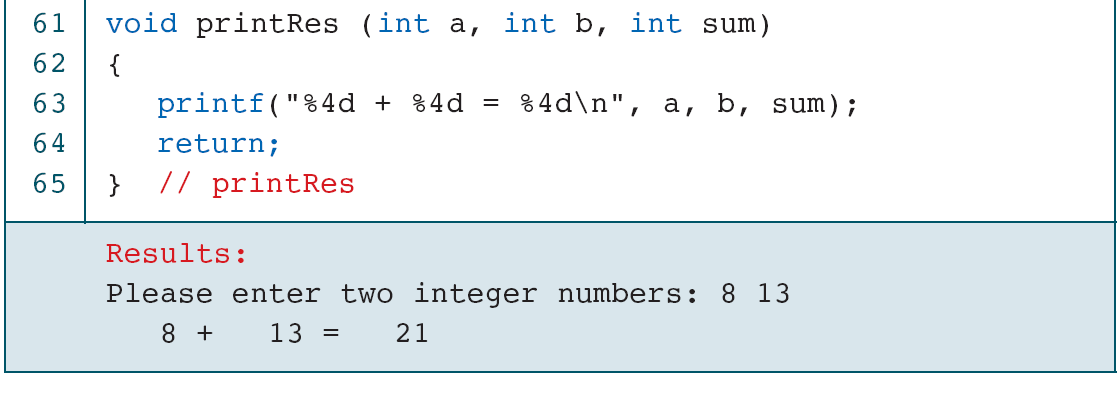 61 void printRes (int a, int b, int sum)
62 {
63    printf("%4d + %4d = %4d\n", a, b, sum);
64    return;
65 }  // printRes
Results:
Please enter two integer numbers: 8 13
   8 +   13 =   21